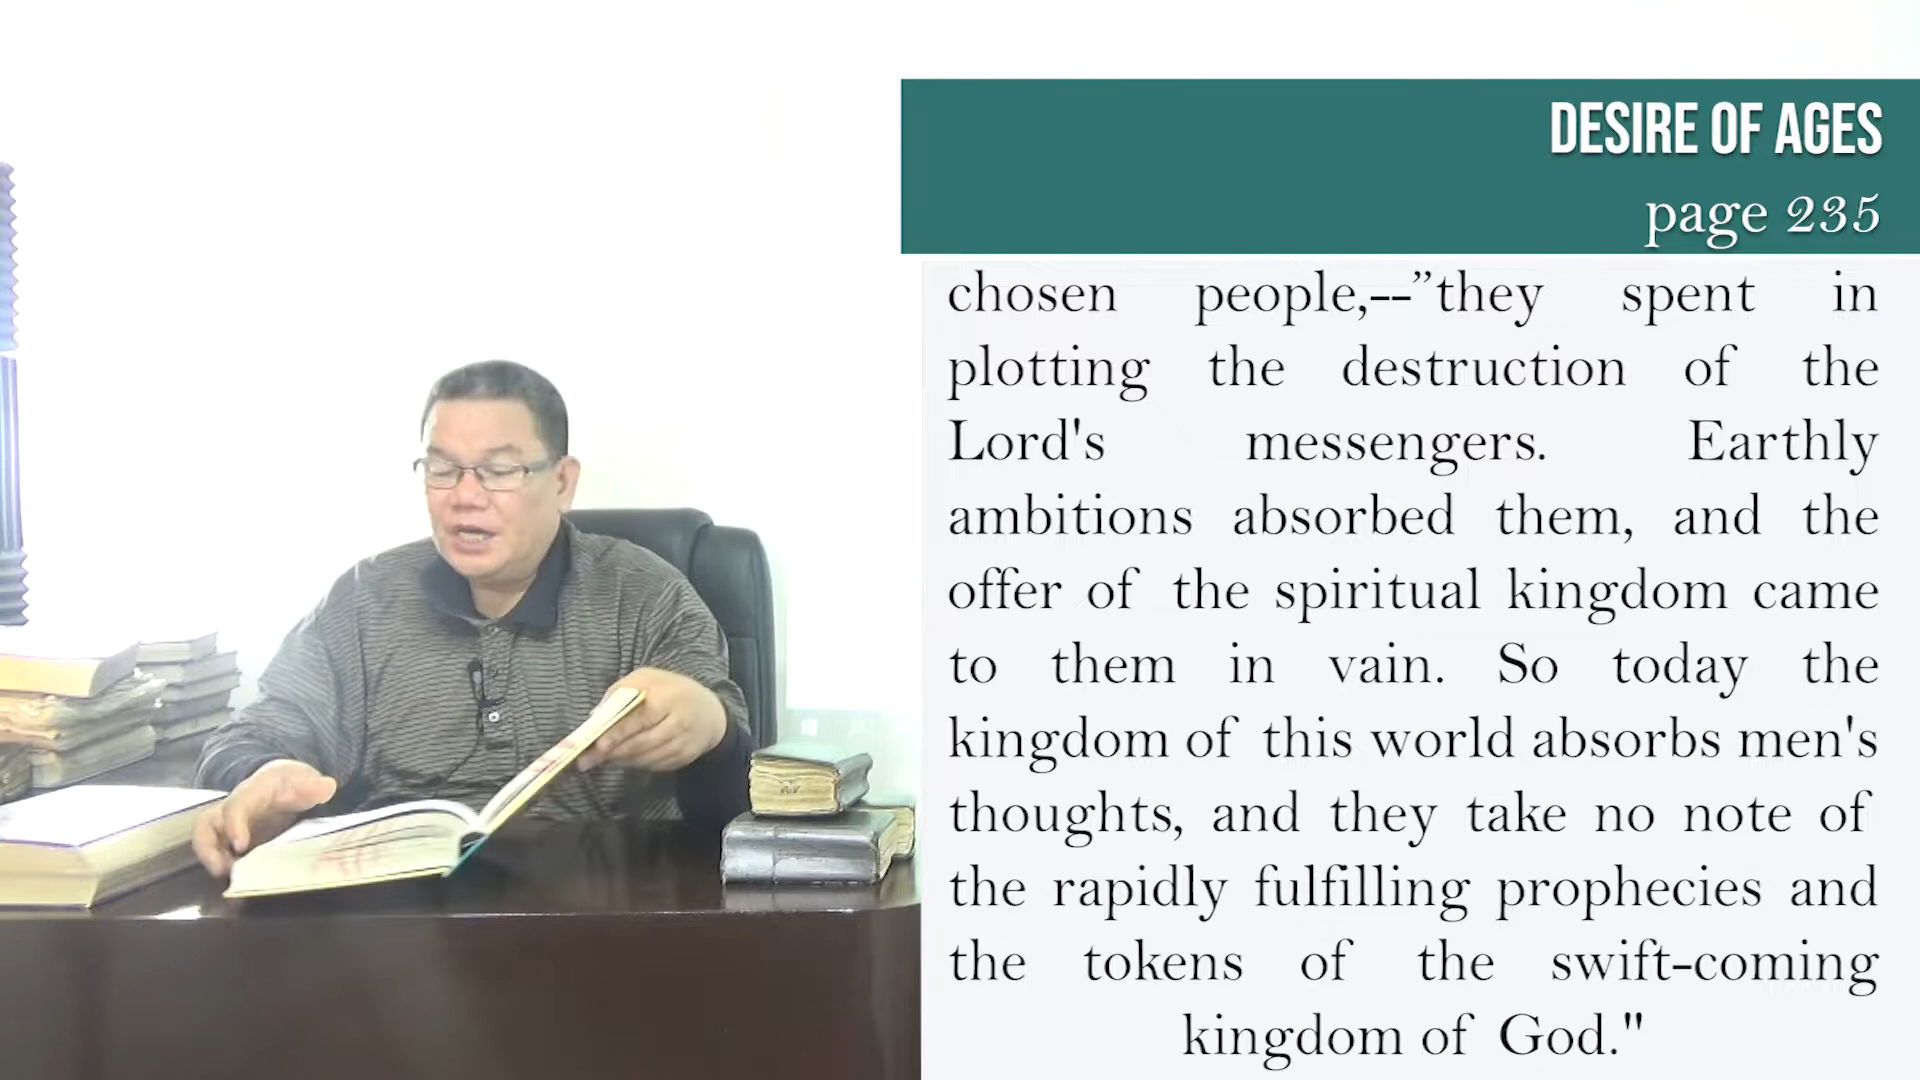 DESIRE OF AGES
page 235
chosen people,--”they spent in
plotting the destruction of the
Lord's messengers. Earthly
ambitions absorbed them, and the
offer of the spiritual kingdom came
to them in vain. So today the
kingdom of this world absorbs men's
thoughts, and they take no note of
the rapidly fulfilling prophecies and
the tokens of the swift-coming
kingdom of God."